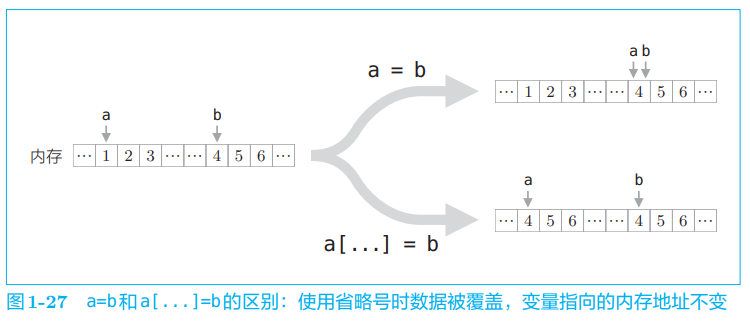 a = b
a b
⋯ 1 2 3 ⋯ ⋯ 4 5 6 ⋯
a b
内存 ⋯ 1 2 3 ⋯ ⋯ 4 5 6 ⋯
a b
⋯ 4 5 6 ⋯ ⋯ 4 5 6 ⋯
a[...] = b
图1-27 a=b和a[...]=b的区别：使用省略号时数据被覆盖，变量指向的内存地址不变